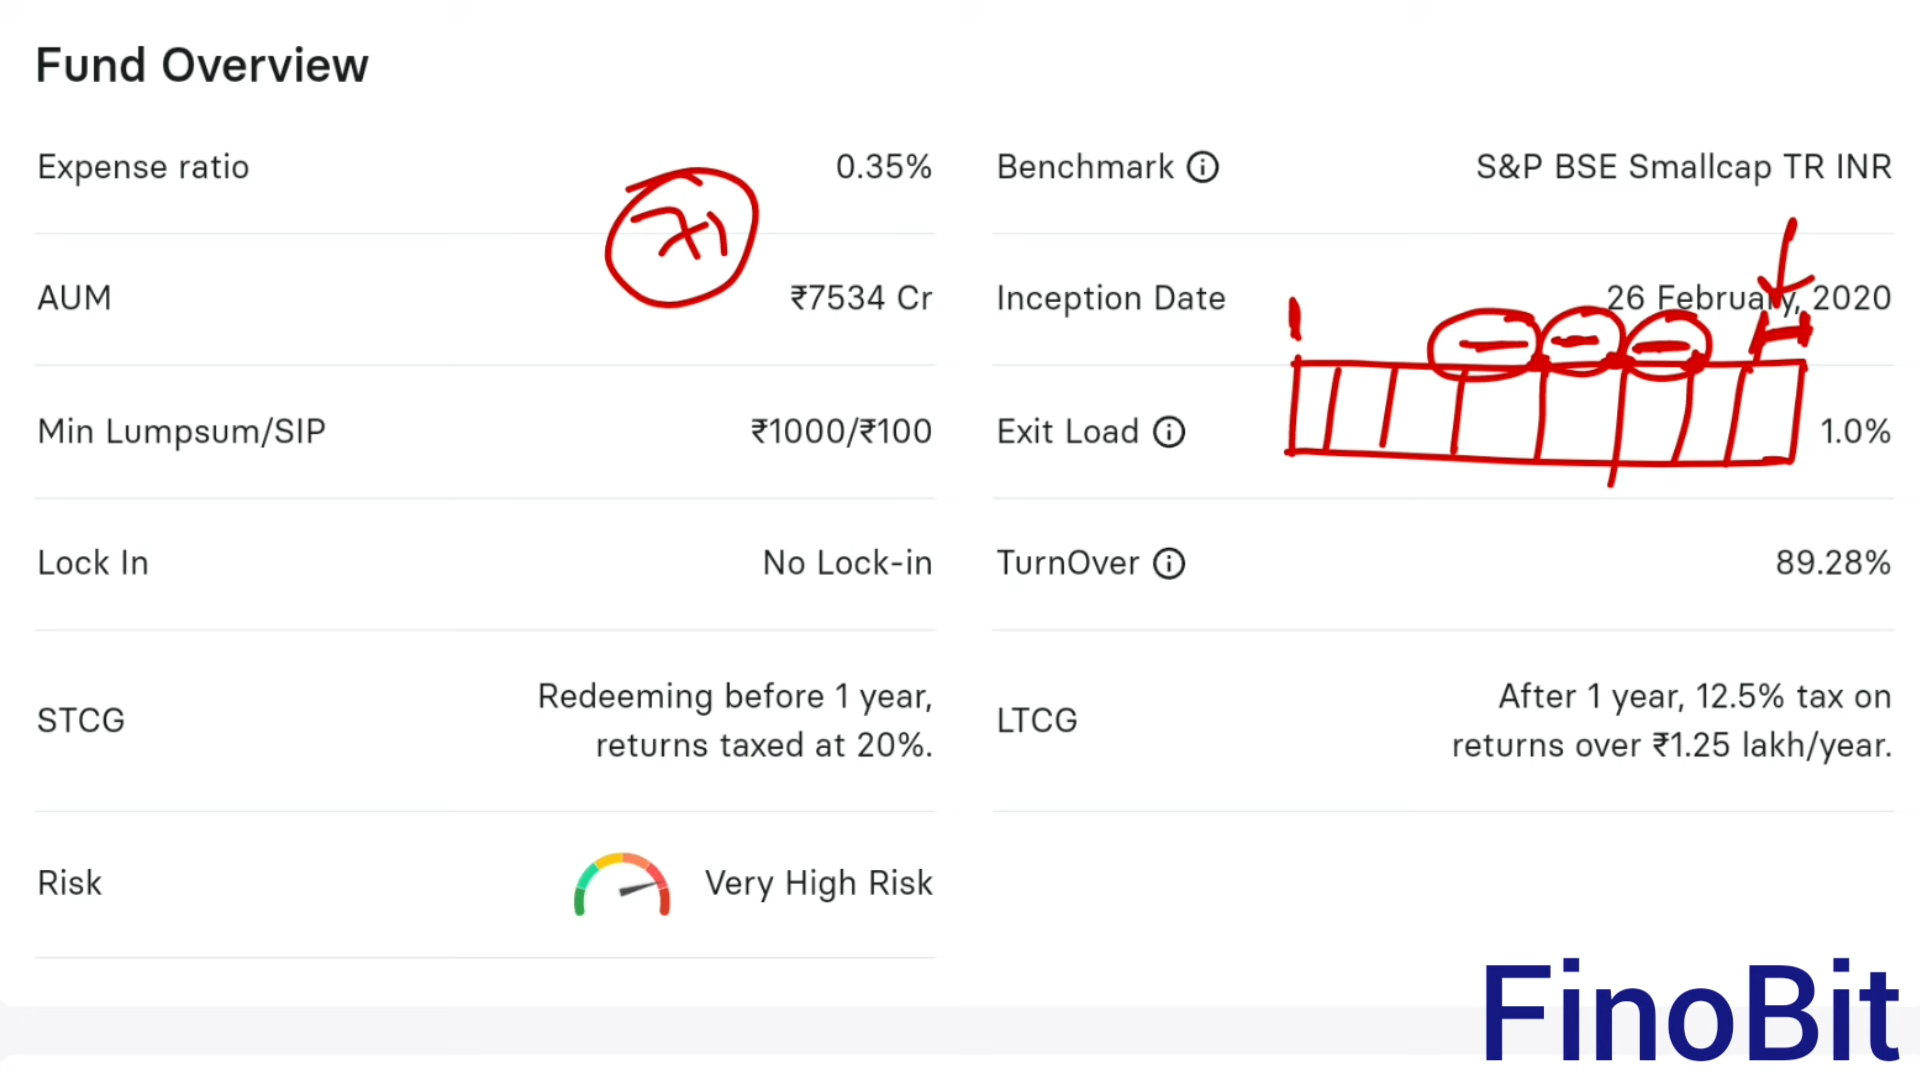 Fund Overview
Expense ratio 0.35%
Benchmark S&P BSE Smallcap TR INR
AUM ₹7534 Cr
Inception Date 26 February, 2020
Min Lumpsum/SIP ₹1000/₹100
Exit Load 1.0%
Lock In No Lock-in
TurnOver 89.28%
STCG Redeeming before 1 year,
returns taxed at 20%.
LTCG After 1 year, 12.5% tax on
returns over ₹1.25 lakh/year.
Risk Very High Risk
FinoBit